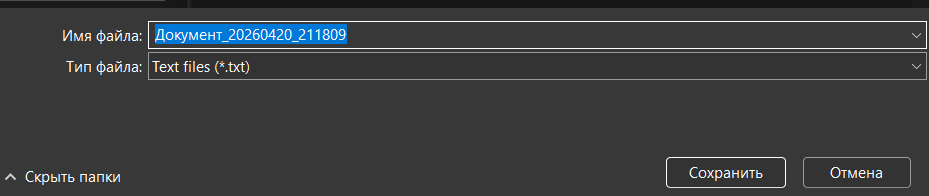 Имя файла: Документ_20260420_211809
Тип файла: Text files (*.txt)
Скрыть папки Сохранить Отмена